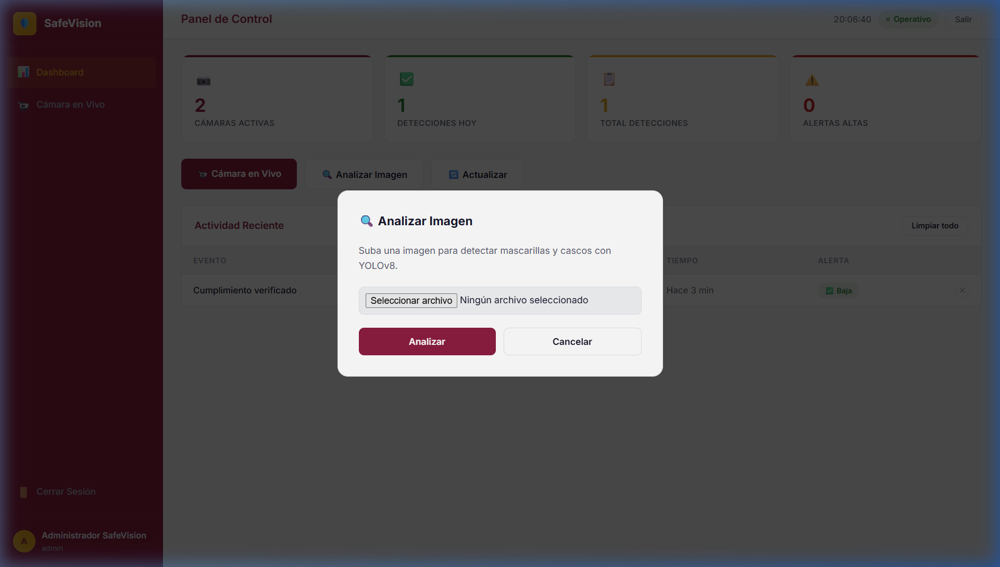 SafeVision
Dashboard
Cámara en Vivo
Cerrar Sesión
A
Administrador SafeVision
admin
Panel de Control
20:06:40
Operativo
Salir
2
CÁMARAS ACTIVAS
1
DETECCIONES HOY
1
TOTAL DETECCIONES
0
ALERTAS ALTAS
Cámara en Vivo
Analizar Imagen
Actualizar
Actividad Reciente
Limpiar todo
EVENTO
TIEMPO
ALERTA
Cumplimiento verificado
Hace 3 min
Baja
Analizar Imagen
Suba una imagen para detectar mascarillas y cascos con
YOLOv8.
Seleccionar archivo Ningún archivo seleccionado
Analizar
Cancelar